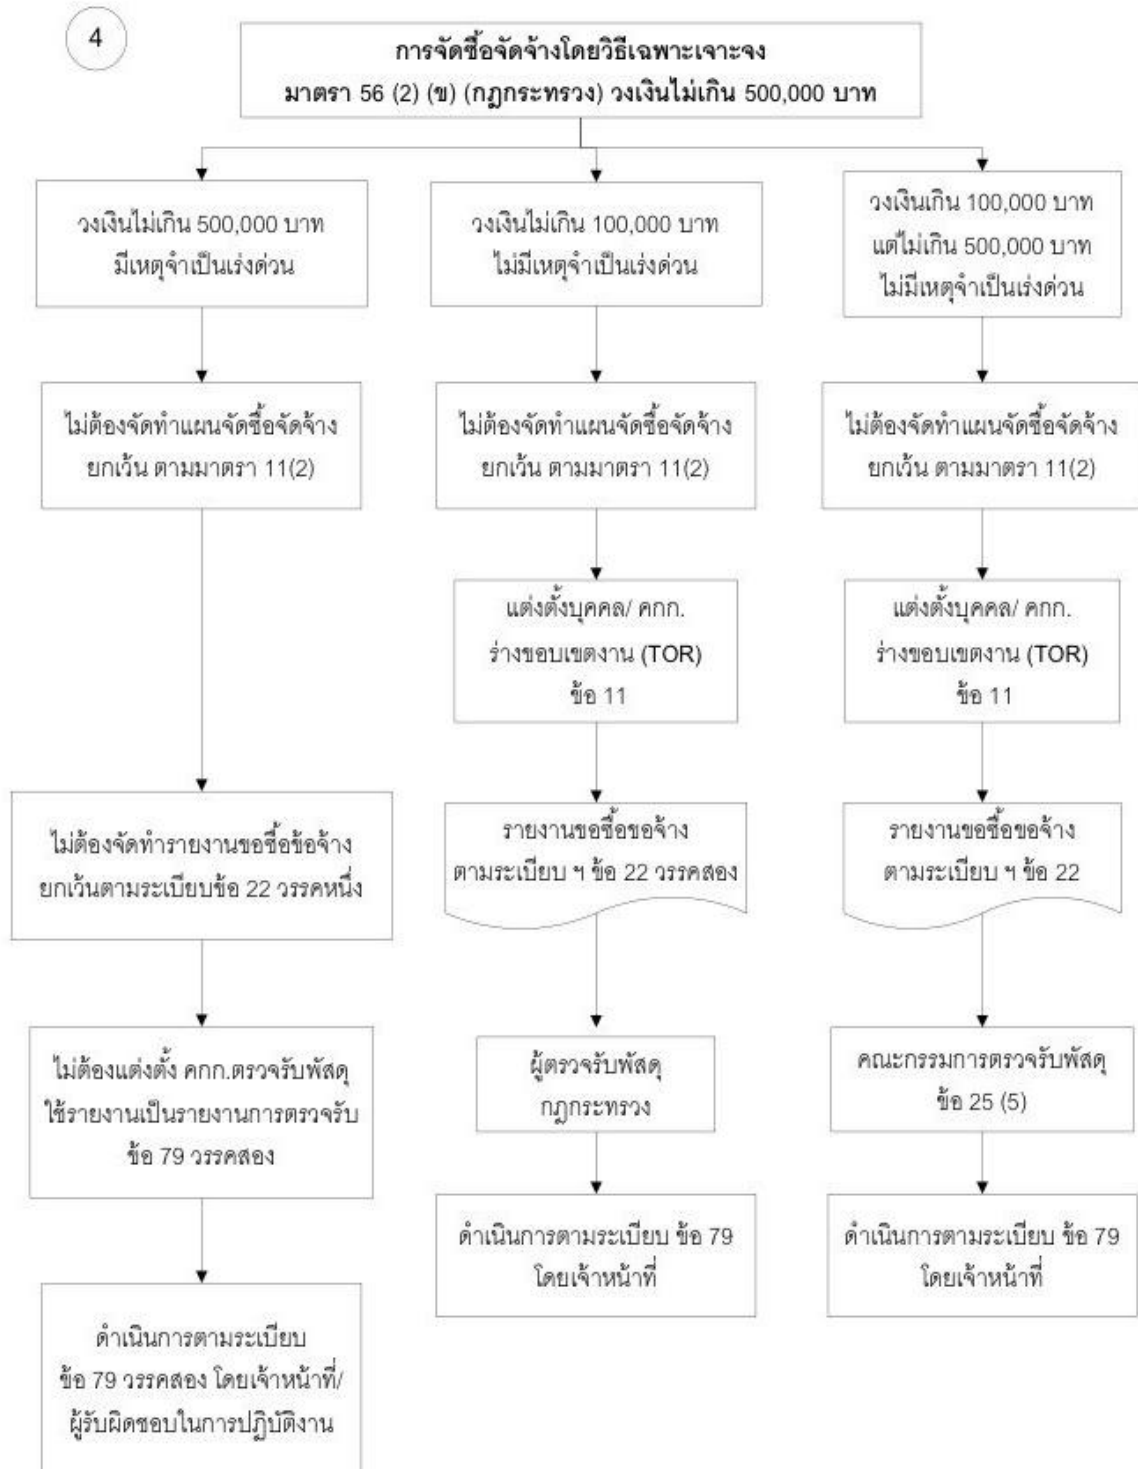 4
การจัดซื้อจัดจ้างโดยวิธีเฉพาะเจาะจง
มาตรา 56 (2) (ข) (กฎกระทรวง) วงเงินไม่เกิน 500,000 บาท
วงเงินไม่เกิน 500,000 บาท
มีเหตุจำเป็นเร่งด่วน
วงเงินไม่เกิน 100,000 บาท
ไม่มีเหตุจำเป็นเร่งด่วน
วงเงินเกิน 100,000 บาท
แต่ไม่เกิน 500,000 บาท
ไม่มีเหตุจำเป็นเร่งด่วน
ไม่ต้องจัดทำแผนจัดซื้อจัดจ้าง
ยกเว้น ตามมาตรา 11(2)
ไม่ต้องจัดทำแผนจัดซื้อจัดจ้าง
ยกเว้น ตามมาตรา 11(2)
ไม่ต้องจัดทำแผนจัดซื้อจัดจ้าง
ยกเว้น ตามมาตรา 11(2)
แต่งตั้งบุคคล/ คกก.
ร่างขอบเขตงาน (TOR)
ข้อ 11
แต่งตั้งบุคคล/ คกก.
ร่างขอบเขตงาน (TOR)
ข้อ 11
ไม่ต้องจัดทำรายงานขอซื้อข้อจ้าง
ยกเว้นตามระเบียบข้อ 22 วรรคหนึ่ง
รายงานขอซื้อขอจ้าง
ตามระเบียบ ฯ ข้อ 22 วรรคสอง
รายงานขอซื้อขอจ้าง
ตามระเบียบ ฯ ข้อ 22
ไม่ต้องแต่งตั้ง คกก.ตรวจรับพัสดุ
ใช้รายงานเป็นรายงานการตรวจรับ
ข้อ 79 วรรคสอง
ผู้ตรวจรับพัสดุ
กฎกระทรวง
คณะกรรมการตรวจรับพัสดุ
ข้อ 25 (5)
ดำเนินการตามระเบียบ ข้อ 79
โดยเจ้าหน้าที่
ดำเนินการตามระเบียบ ข้อ 79
โดยเจ้าหน้าที่
ดำเนินการตามระเบียบ
ข้อ 79 วรรคสอง โดยเจ้าหน้าที่/
ผู้รับผิดชอบในการปฏิบัติงาน